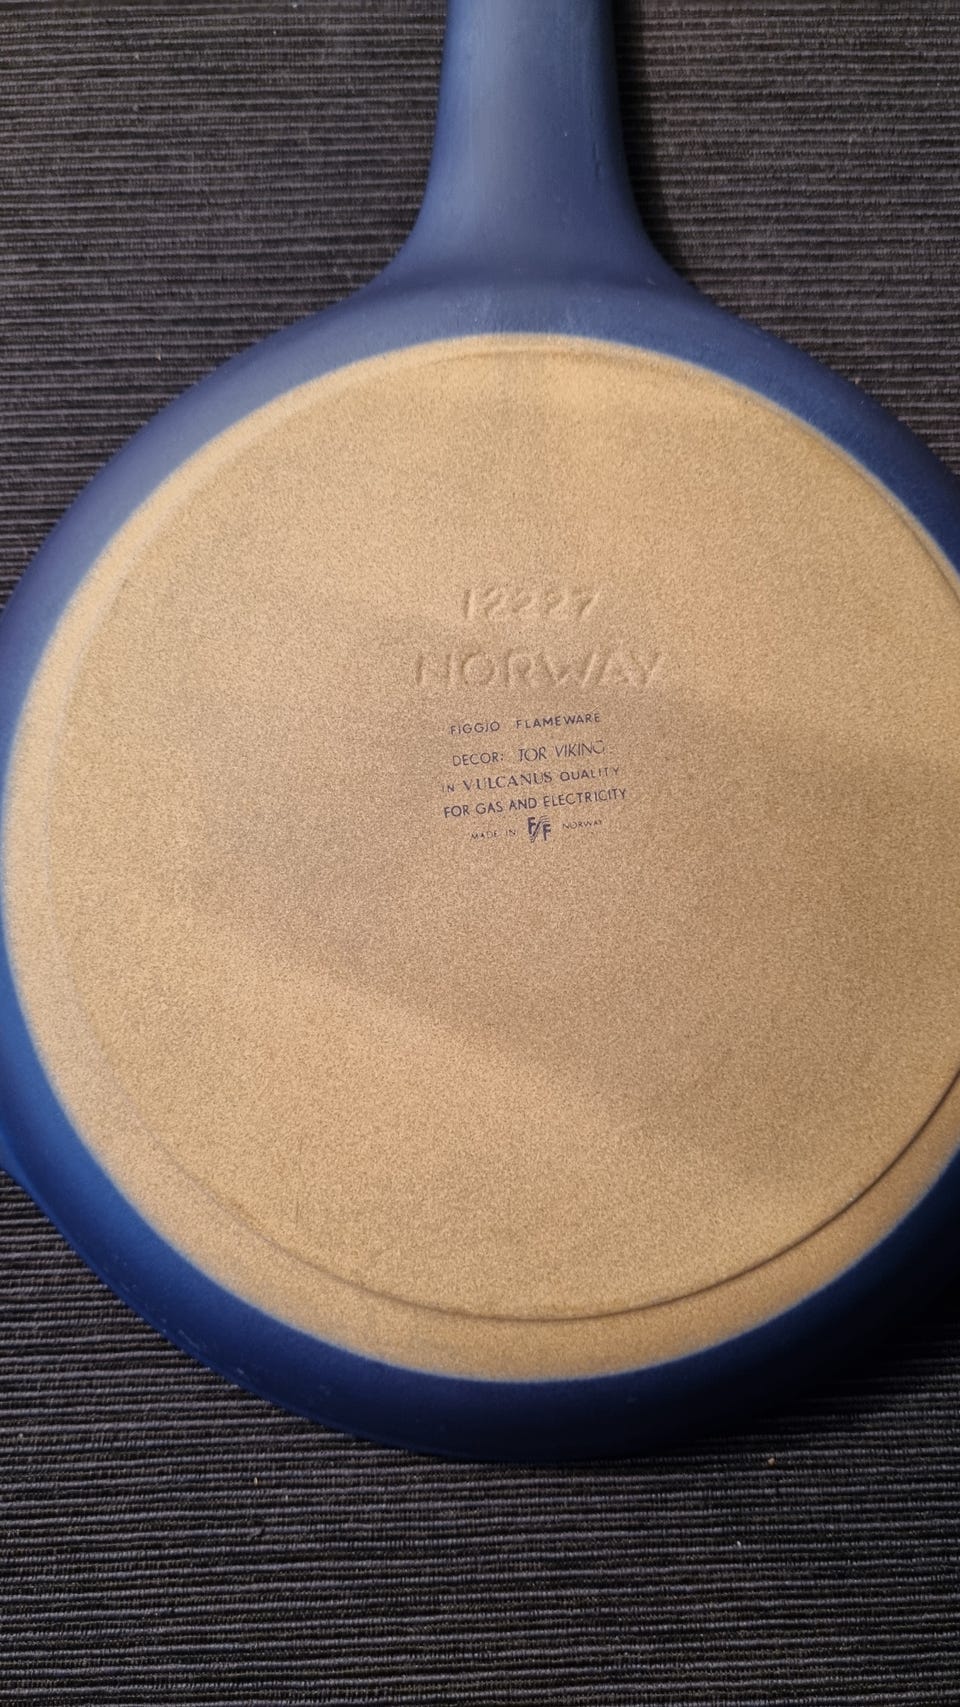 12227
NORWAY
FIGGJO FLAMEWARE
DECOR: TOR VIKING
IN VULCANUS QUALITY
FOR GAS AND ELECTRICITY
MADE IN F/F NORWAY